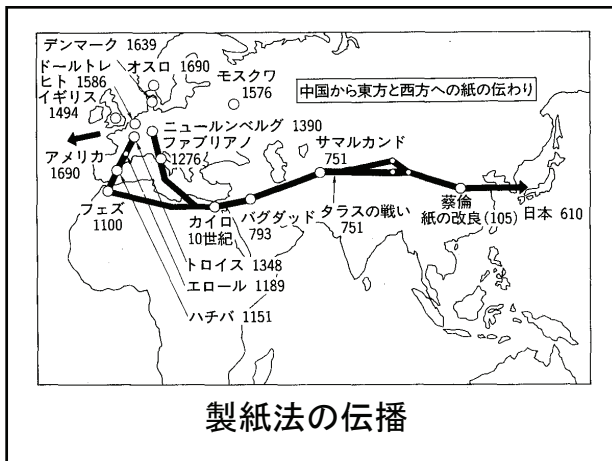 デンマーク 1639
ドールトレ
ヒト 1586
オスロ 1690
モスクワ
1576
イギリス
1494
中国から東方と西方への紙の伝わり
ニュールンベルグ 1390
ファブリアノ
1276
サマルカンド
751
アメリカ
1690
フェズ
1100
カイロ
10世紀
バグダッド
793
タラスの戦い
751
蔡倫
紙の改良(105)
日本 610
トロイス 1348
エロール 1189
ハチバ 1151
製紙法の伝播